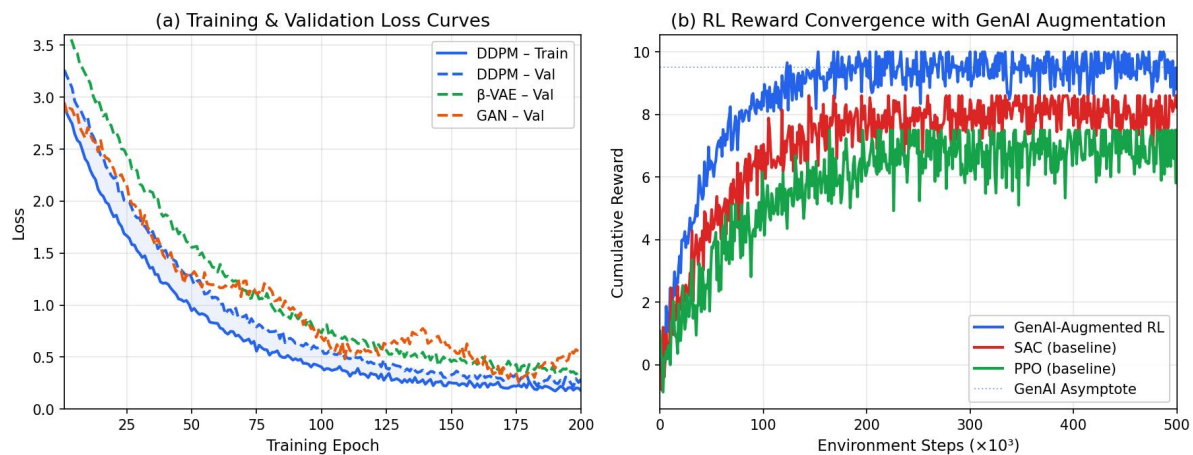 (a) Training & Validation Loss Curves
3.5
3.0
2.5
2.0
1.5
1.0
0.5
0.0
Loss
25
50
75
100
125
150
175
200
Training Epoch
DDPM – Train
DDPM – Val
β-VAE – Val
GAN – Val
(b) RL Reward Convergence with GenAI Augmentation
10
8
6
4
2
0
Cumulative Reward
0
100
200
300
400
500
Environment Steps (×10³)
GenAI-Augmented RL
SAC (baseline)
PPO (baseline)
GenAI Asymptote